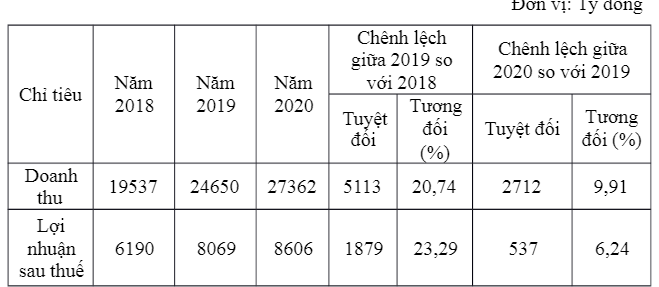 Đơn vị: Tỷ đồng
Chỉ tiêu
Năm
2018
Năm
2019
Năm
2020
Chênh lệch
giữa 2019 so
với 2018
Chênh lệch giữa
2020 so với 2019
Tuyệt
đối
Tương
đối
(%)
Tuyệt đối
Tương
đối (%)
Doanh
thu
19537
24650
27362
5113
20,74
2712
9,91
Lợi
nhuận
sau thuế
6190
8069
8606
1879
23,29
537
6,24